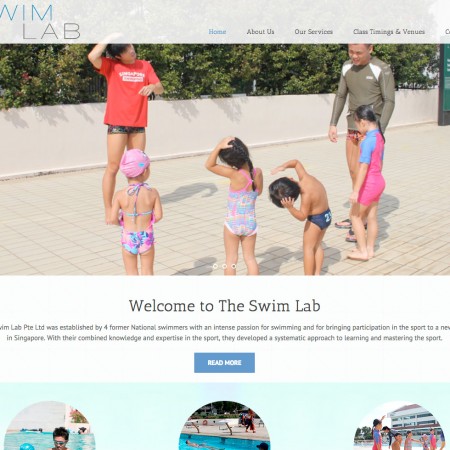 WIM
LAB
Home About Us Our Services Class Timings & Venues
SINGAPORE
Welcome to The Swim Lab
wim Lab Pte Ltd was established by 4 former National swimmers with an intense passion for swimming and for bringing participation in the sport to a new
in Singapore. With their combined knowledge and expertise in the sport, they developed a systematic approach to learning and mastering the sport.
READ MORE